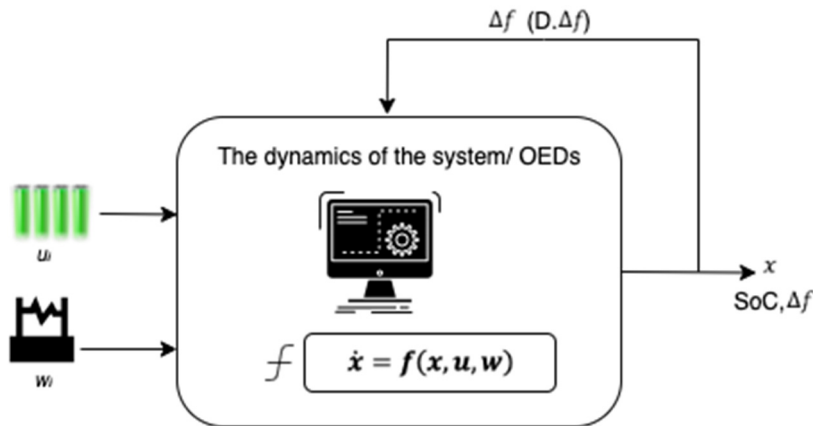 Δf (D.Δf)
The dynamics of the system/ OEDs
uᵢ
x
SoC,Δf
ẋ = f(x, u, w)
wᵢ